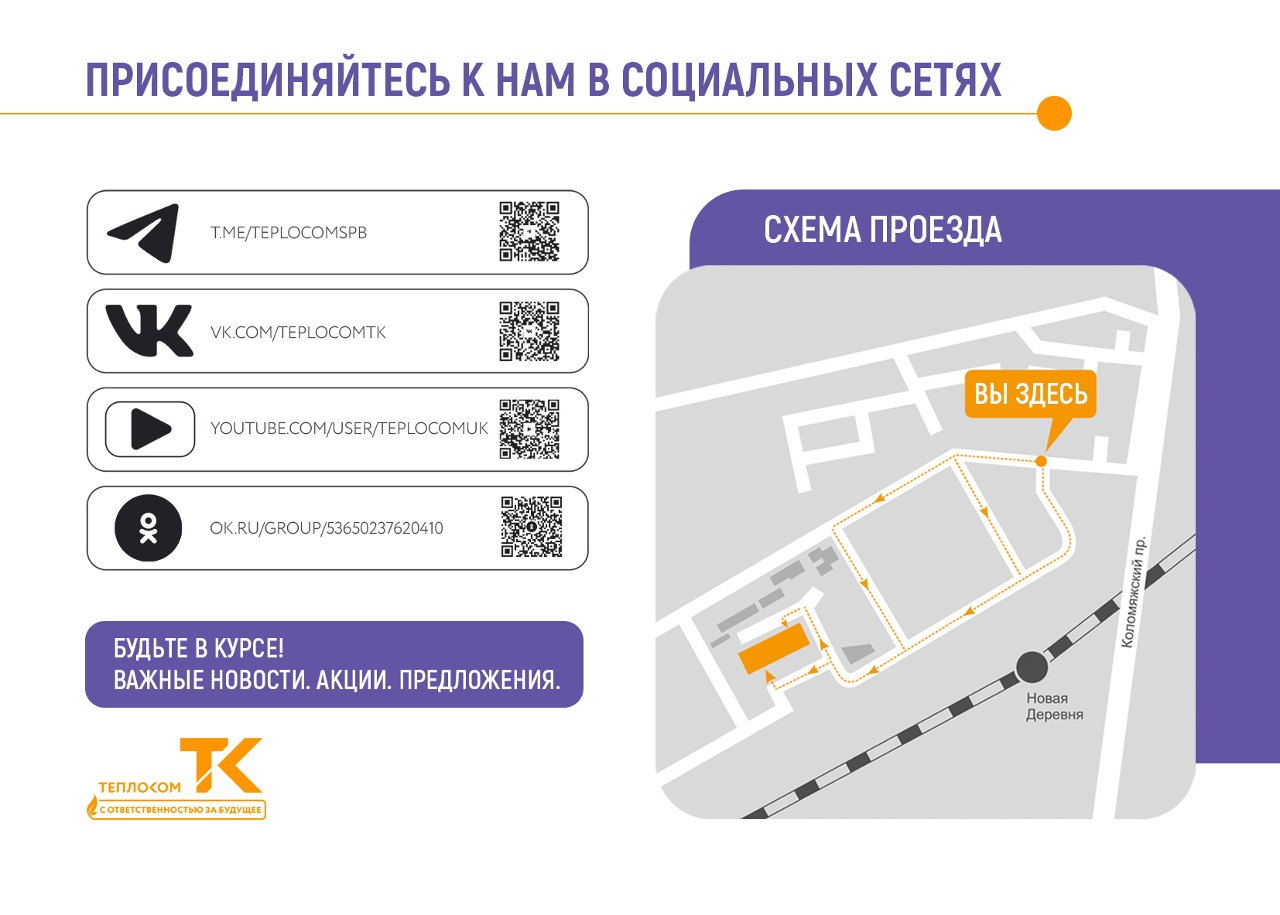 ПРИСОЕДИНЯЙТЕСЬ К НАМ В СОЦИАЛЬНЫХ СЕТЯХ
T.ME/TEPLOCOMSPB
VK.COM/TEPLOCOMTK
YOUTUBE.COM/USER/TEPLOCOMUK
OK.RU/GROUP/53650237620410
БУДЬТЕ В КУРСЕ!
ВАЖНЫЕ НОВОСТИ. АКЦИИ. ПРЕДЛОЖЕНИЯ.
ТК
ТЕПЛОКОМ
С ОТВЕТСТВЕННОСТЬЮ ЗА БУДУЩЕЕ
СХЕМА ПРОЕЗДА
ВЫ ЗДЕСЬ
Коломяжский пр.
Новая
Деревня